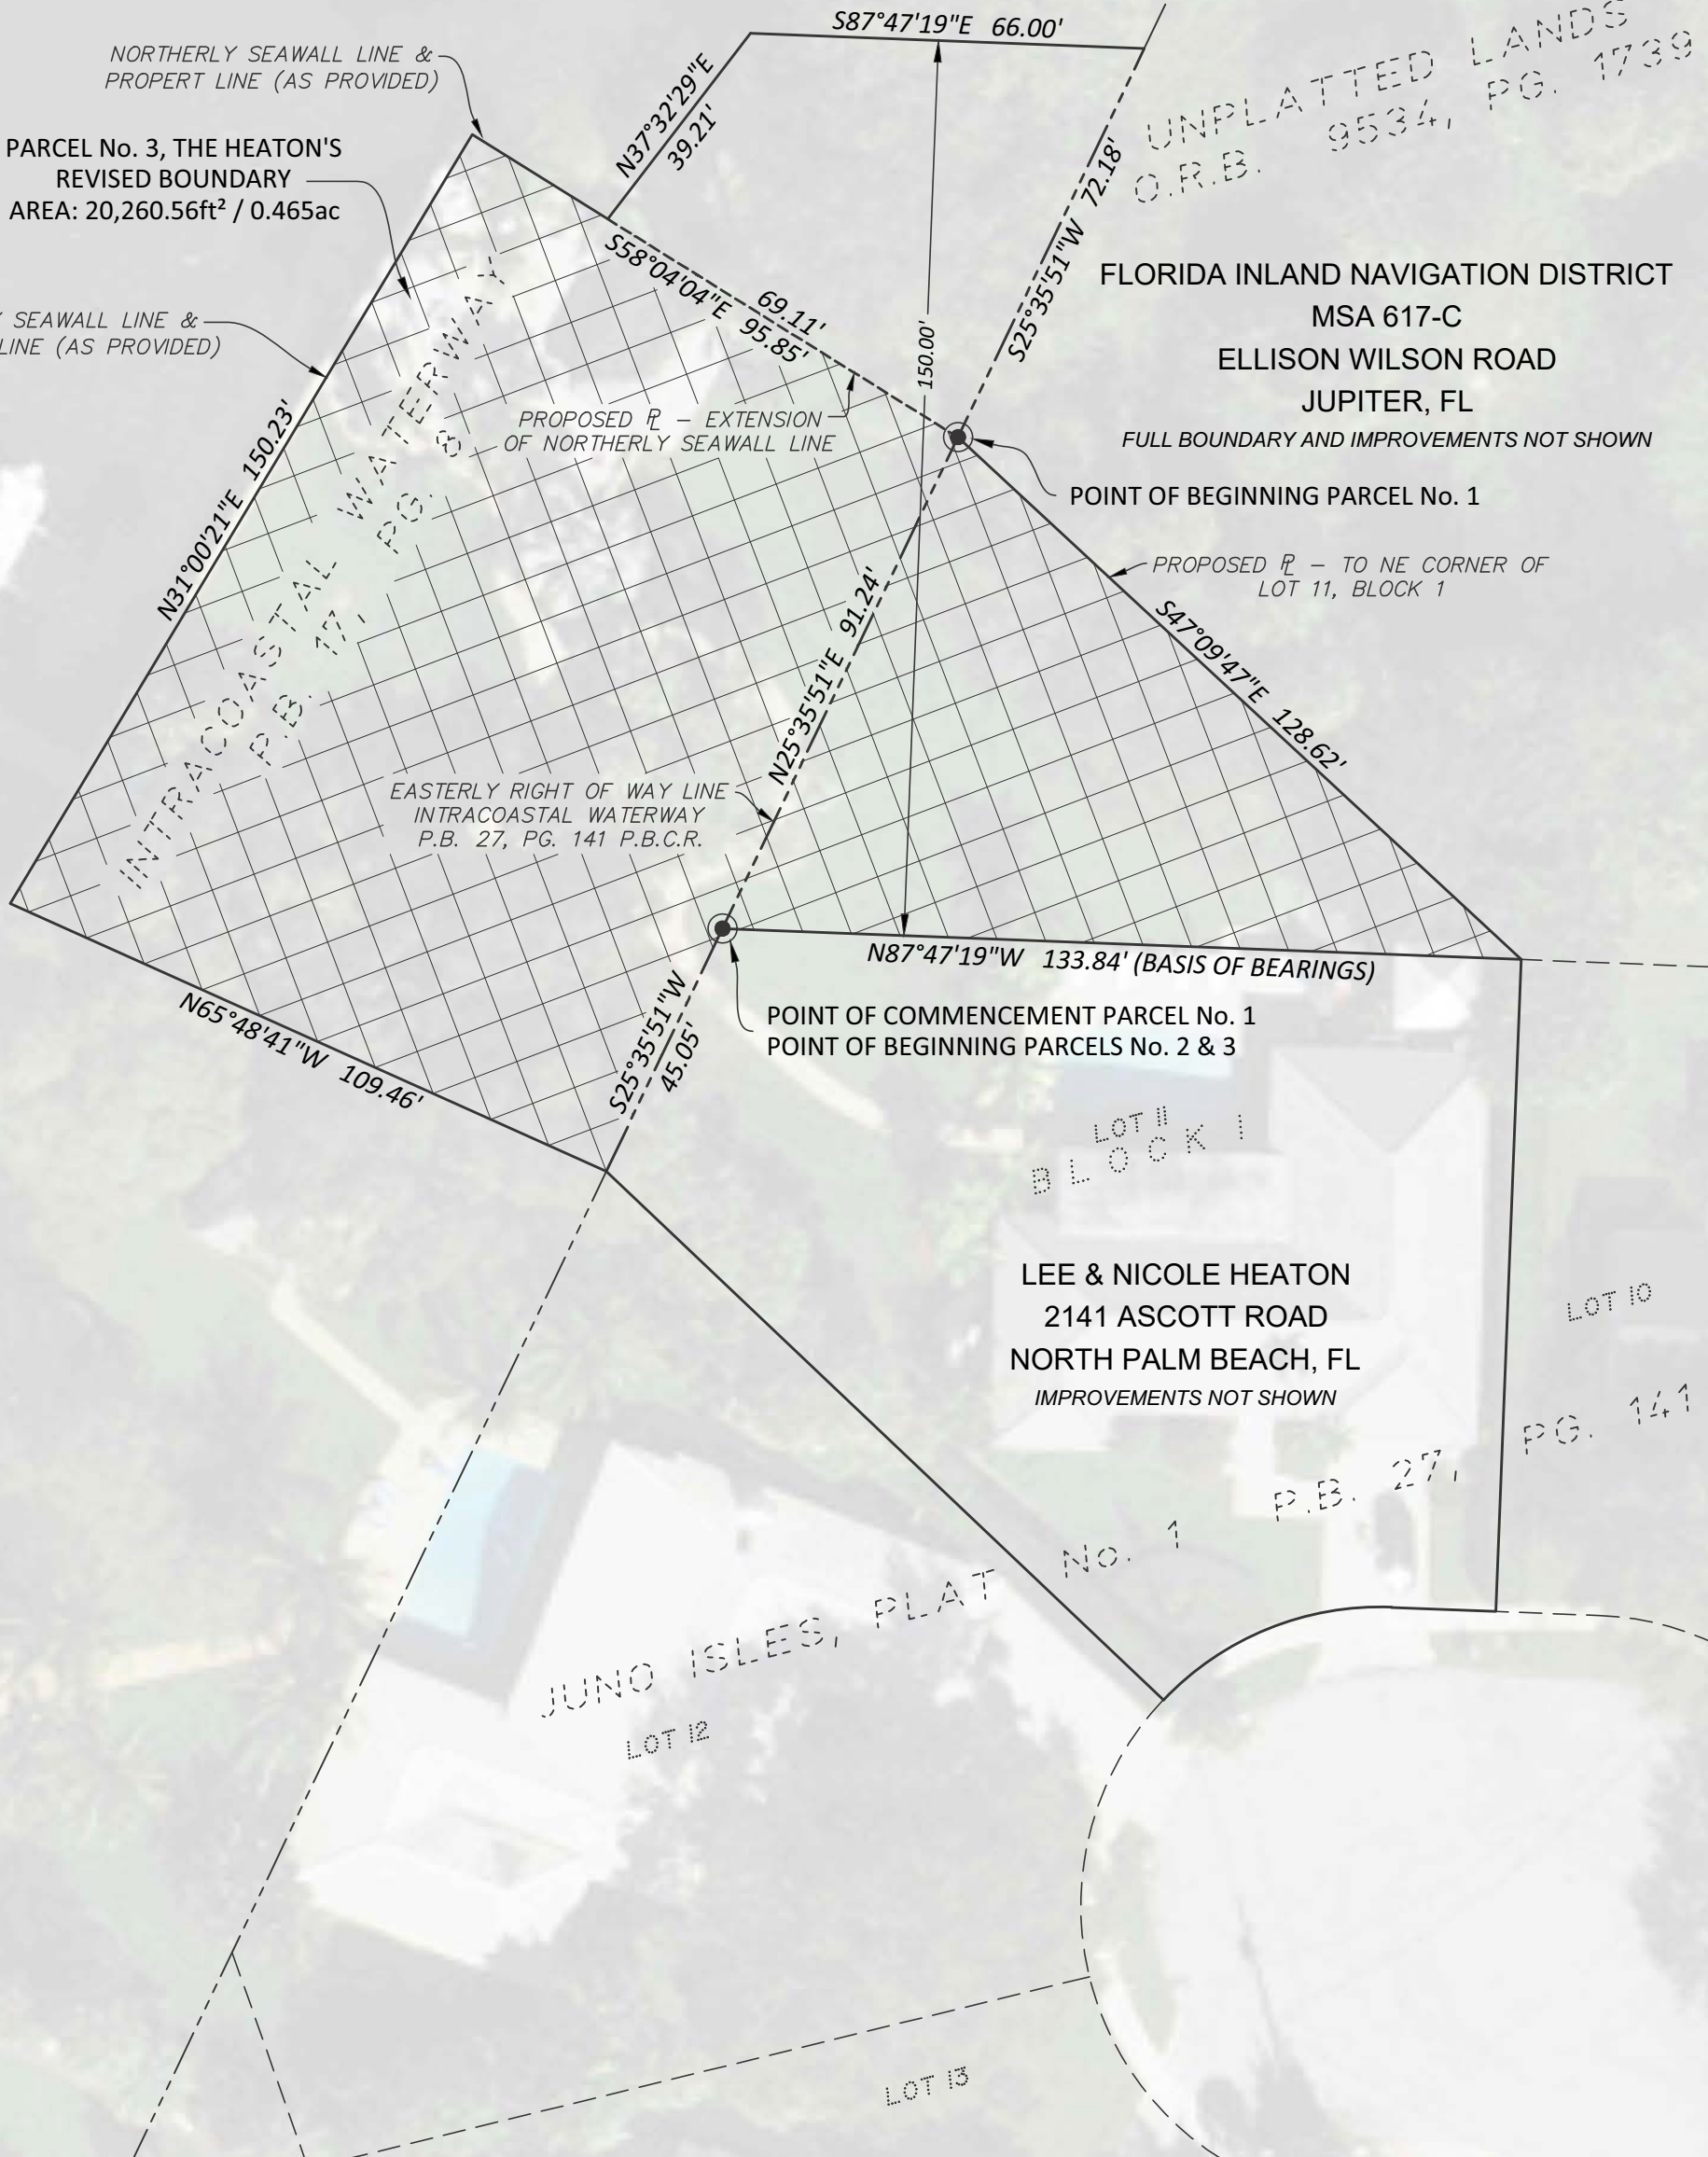 S87°47'19"E 66.00'
NORTHERLY SEAWALL LINE &
PROPERT LINE (AS PROVIDED)
UNPLATTED LANDS
O.R.B. 9534, PG. 1739
N37°32'29"E
39.21'
PARCEL No. 3, THE HEATON'S
REVISED BOUNDARY
AREA: 20,260.56ft² / 0.465ac
S25°35'51"W 72.18'
SEAWALL LINE &
LINE (AS PROVIDED)
S58°04'04"E 95.85'
69.11'
150.00'
FLORIDA INLAND NAVIGATION DISTRICT
MSA 617-C
ELLISON WILSON ROAD
JUPITER, FL
FULL BOUNDARY AND IMPROVEMENTS NOT SHOWN
PROPOSED ⅊ – EXTENSION
OF NORTHERLY SEAWALL LINE
POINT OF BEGINNING PARCEL No. 1
N31°00'21"E 150.23'
INTRACOASTAL WATERWAY
P.B. 17, PG. 8
PROPOSED ⅊ – TO NE CORNER OF
LOT 11, BLOCK 1
S47°09'47"E 128.62'
N25°35'51"E 91.24'
EASTERLY RIGHT OF WAY LINE
INTRACOASTAL WATERWAY
P.B. 27, PG. 141 P.B.C.R.
N87°47'19"W 133.84' (BASIS OF BEARINGS)
N65°48'41"W 109.46'
S25°35'51"W
45.05'
POINT OF COMMENCEMENT PARCEL No. 1
POINT OF BEGINNING PARCELS No. 2 & 3
LOT 11
BLOCK 1
LEE & NICOLE HEATON
2141 ASCOTT ROAD
NORTH PALM BEACH, FL
IMPROVEMENTS NOT SHOWN
LOT 10
JUNO ISLES, PLAT No. 1 P.B. 27, PG. 141
LOT 12
LOT 13